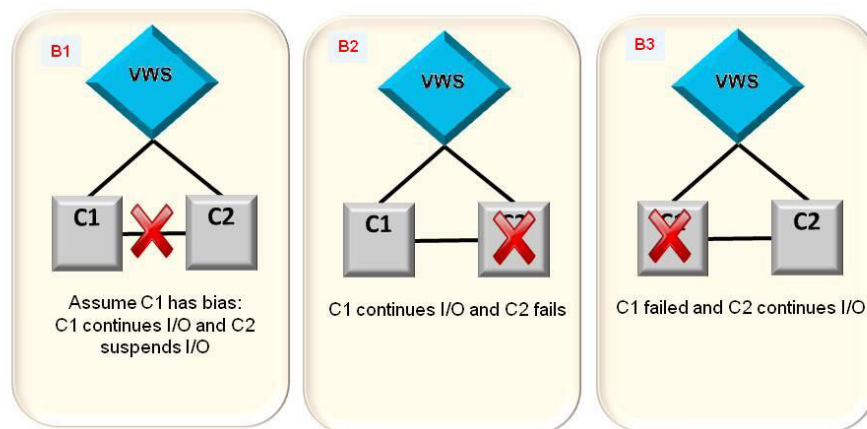 B1
VWS
C1
C2
Assume C1 has bias:
C1 continues I/O and C2
suspends I/O
B2
VWS
C1
C1 continues I/O and C2 fails
B3
VWS
C2
C1 failed and C2 continues I/O